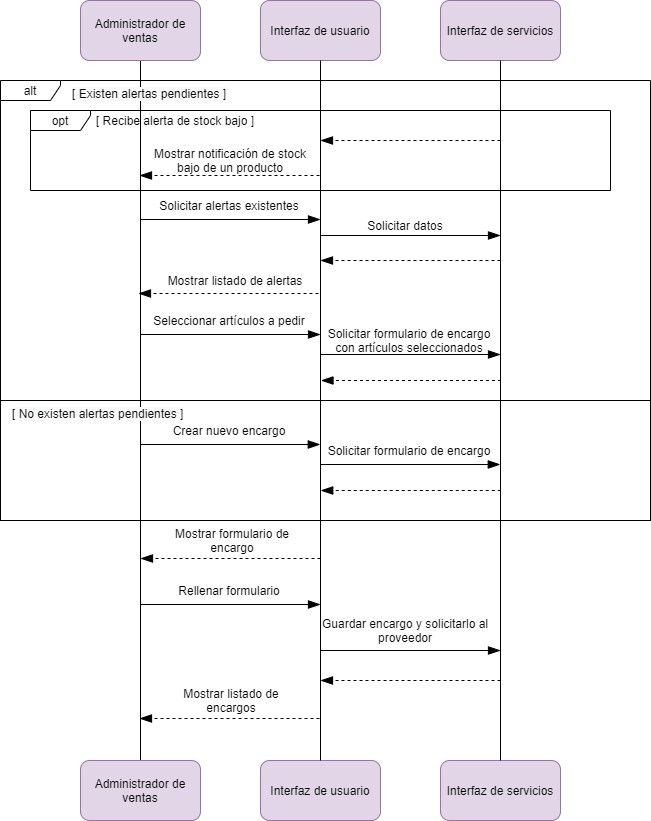 Administrador de
ventas
Interfaz de usuario
Interfaz de servicios
alt
[ Existen alertas pendientes ]
opt
[ Recibe alerta de stock bajo ]
Mostrar notificación de stock
bajo de un producto
Solicitar alertas existentes
Solicitar datos
Mostrar listado de alertas
Seleccionar artículos a pedir
Solicitar formulario de encargo
con artículos seleccionados
[ No existen alertas pendientes ]
Crear nuevo encargo
Solicitar formulario de encargo
Mostrar formulario de
encargo
Rellenar formulario
Guardar encargo y solicitarlo al
proveedor
Mostrar listado de
encargos
Administrador de
ventas
Interfaz de usuario
Interfaz de servicios